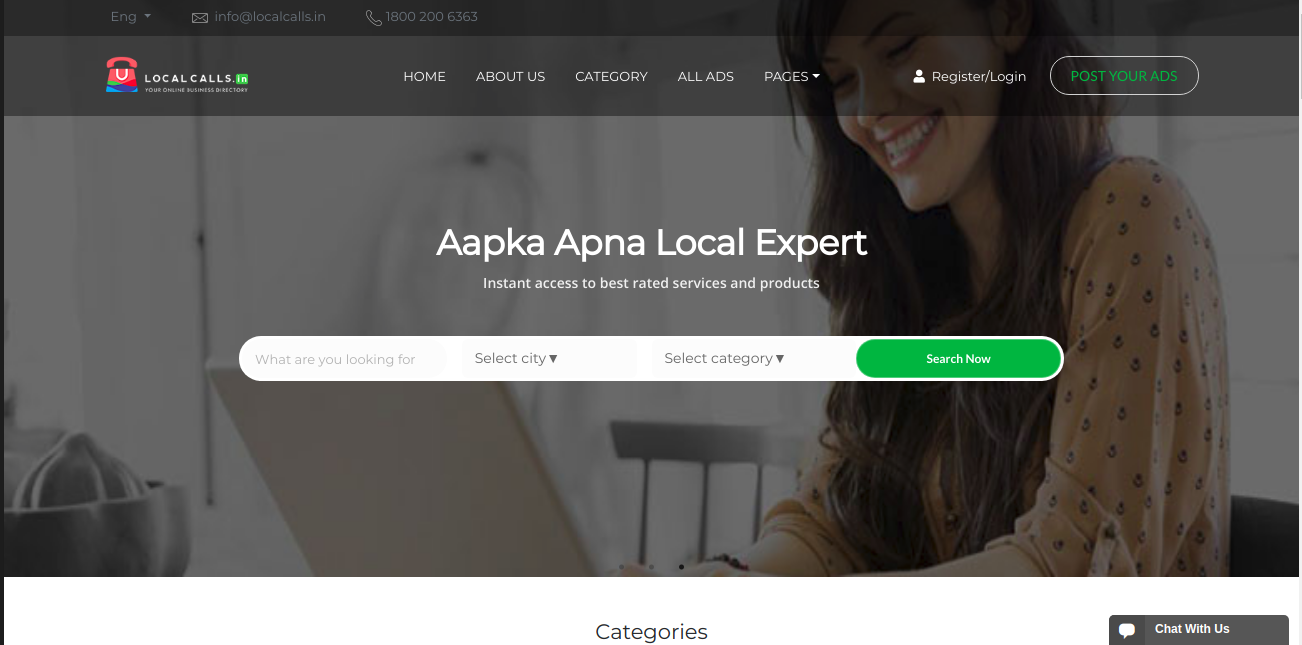 Eng
info@localcalls.in
1800 200 6363
LOCALCALLS.in
YOUR ONLINE BUSINESS DIRECTORY
HOME
ABOUT US
CATEGORY
ALL ADS
PAGES
Register/Login
POST YOUR ADS
Aapka Apna Local Expert
Instant access to best rated services and products
What are you looking for
Select city▼
Select category▼
Search Now
Categories
Chat With Us